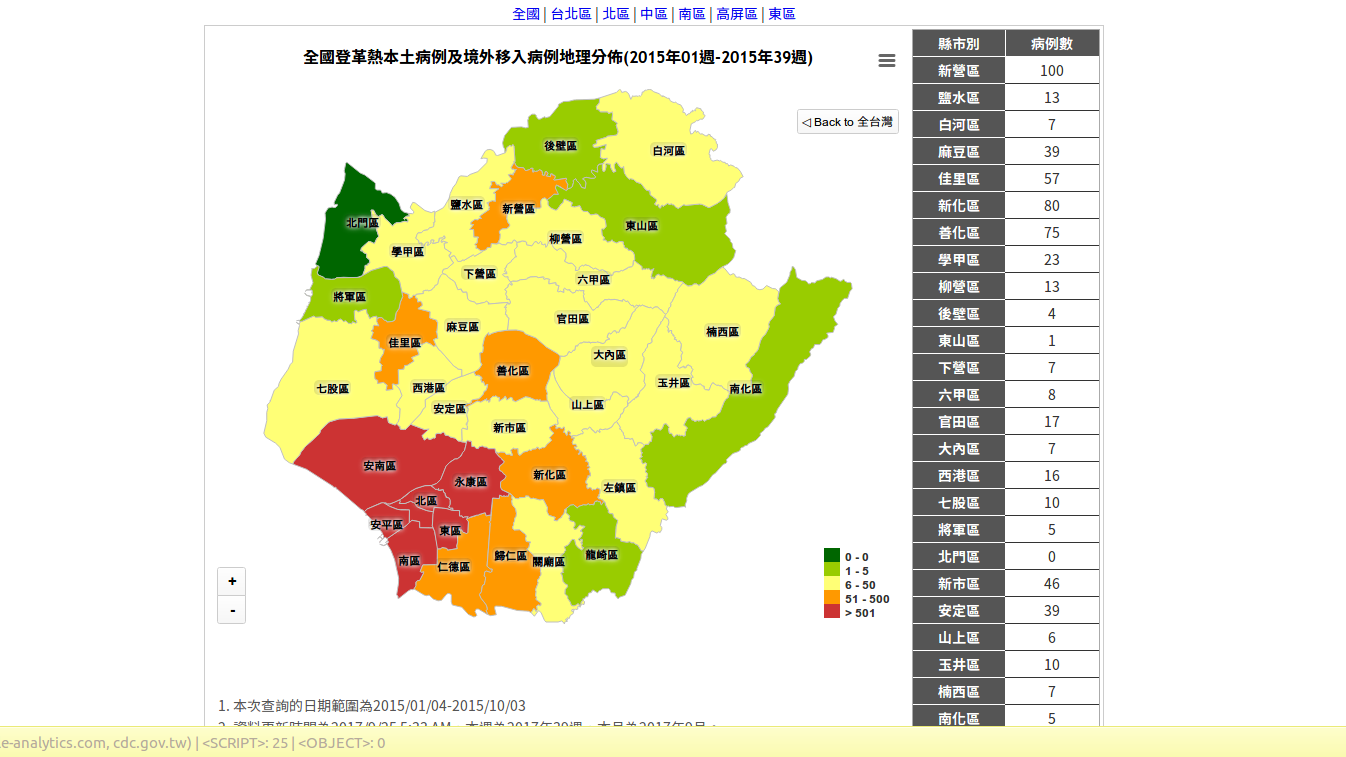 全國 | 台北區 | 北區 | 中區 | 南區 | 高屏區 | 東區
全國登革熱本土病例及境外移入病例地理分佈(2015年01週-2015年39週)
◁ Back to 全台灣
後壁區
白河區
鹽水區
新營區
北門區
東山區
柳營區
學甲區
下營區
六甲區
將軍區
官田區
麻豆區
楠西區
佳里區
大內區
善化區
玉井區
七股區
西港區
南化區
安定區
山上區
新市區
安南區
永康區
新化區
左鎮區
北區
安平區
東區
南區
仁德區
歸仁區
關廟區
龍崎區
+
-
0 - 0
1 - 5
6 - 50
51 - 500
> 501
縣市別 病例數
新營區 100
鹽水區 13
白河區 7
麻豆區 39
佳里區 57
新化區 80
善化區 75
學甲區 23
柳營區 13
後壁區 4
東山區 1
下營區 7
六甲區 8
官田區 17
大內區 7
西港區 16
七股區 10
將軍區 5
北門區 0
新市區 46
安定區 39
山上區 6
玉井區 10
楠西區 7
南化區 5
1. 本次查詢的日期範圍為2015/01/04-2015/10/03
e-analytics.com, cdc.gov.tw) | <SCRIPT>: 25 | <OBJECT>: 0